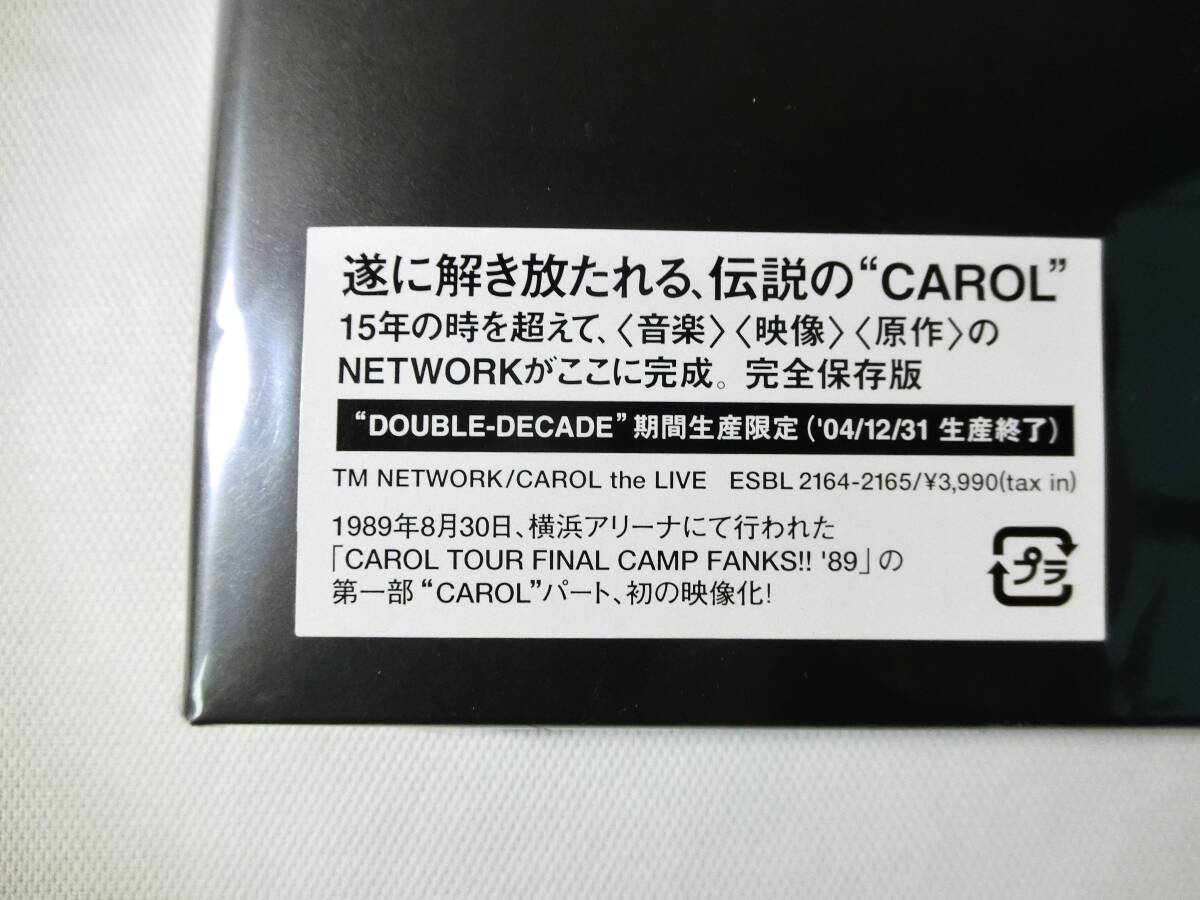 遂に解き放たれる、伝説の“CAROL”
15年の時を超えて、〈音楽〉〈映像〉〈原作〉の
NETWORKがここに完成。完全保存版
“DOUBLE-DECADE”期間生産限定('04/12/31 生産終了)
TM NETWORK/CAROL the LIVE ESBL 2164-2165/¥3,990(tax in)
1989年8月30日、横浜アリーナにて行われた
「CAROL TOUR FINAL CAMP FANKS!! '89」の
第一部“CAROL”パート、初の映像化!
プラ